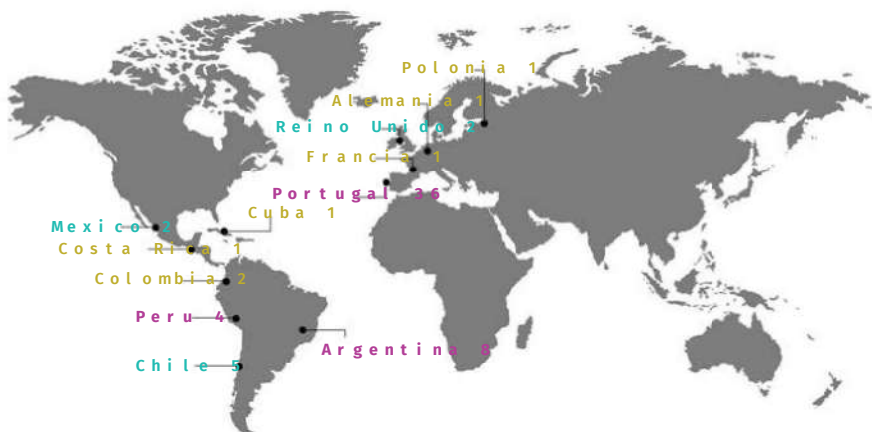 Polonia 1
Alemania 1
Reino Unido 2
Francia 1
Portugal 36
Cuba 1
Mexico 2
Costa Rica 1
Colombia 2
Peru 4
Argentina 8
Chile 5